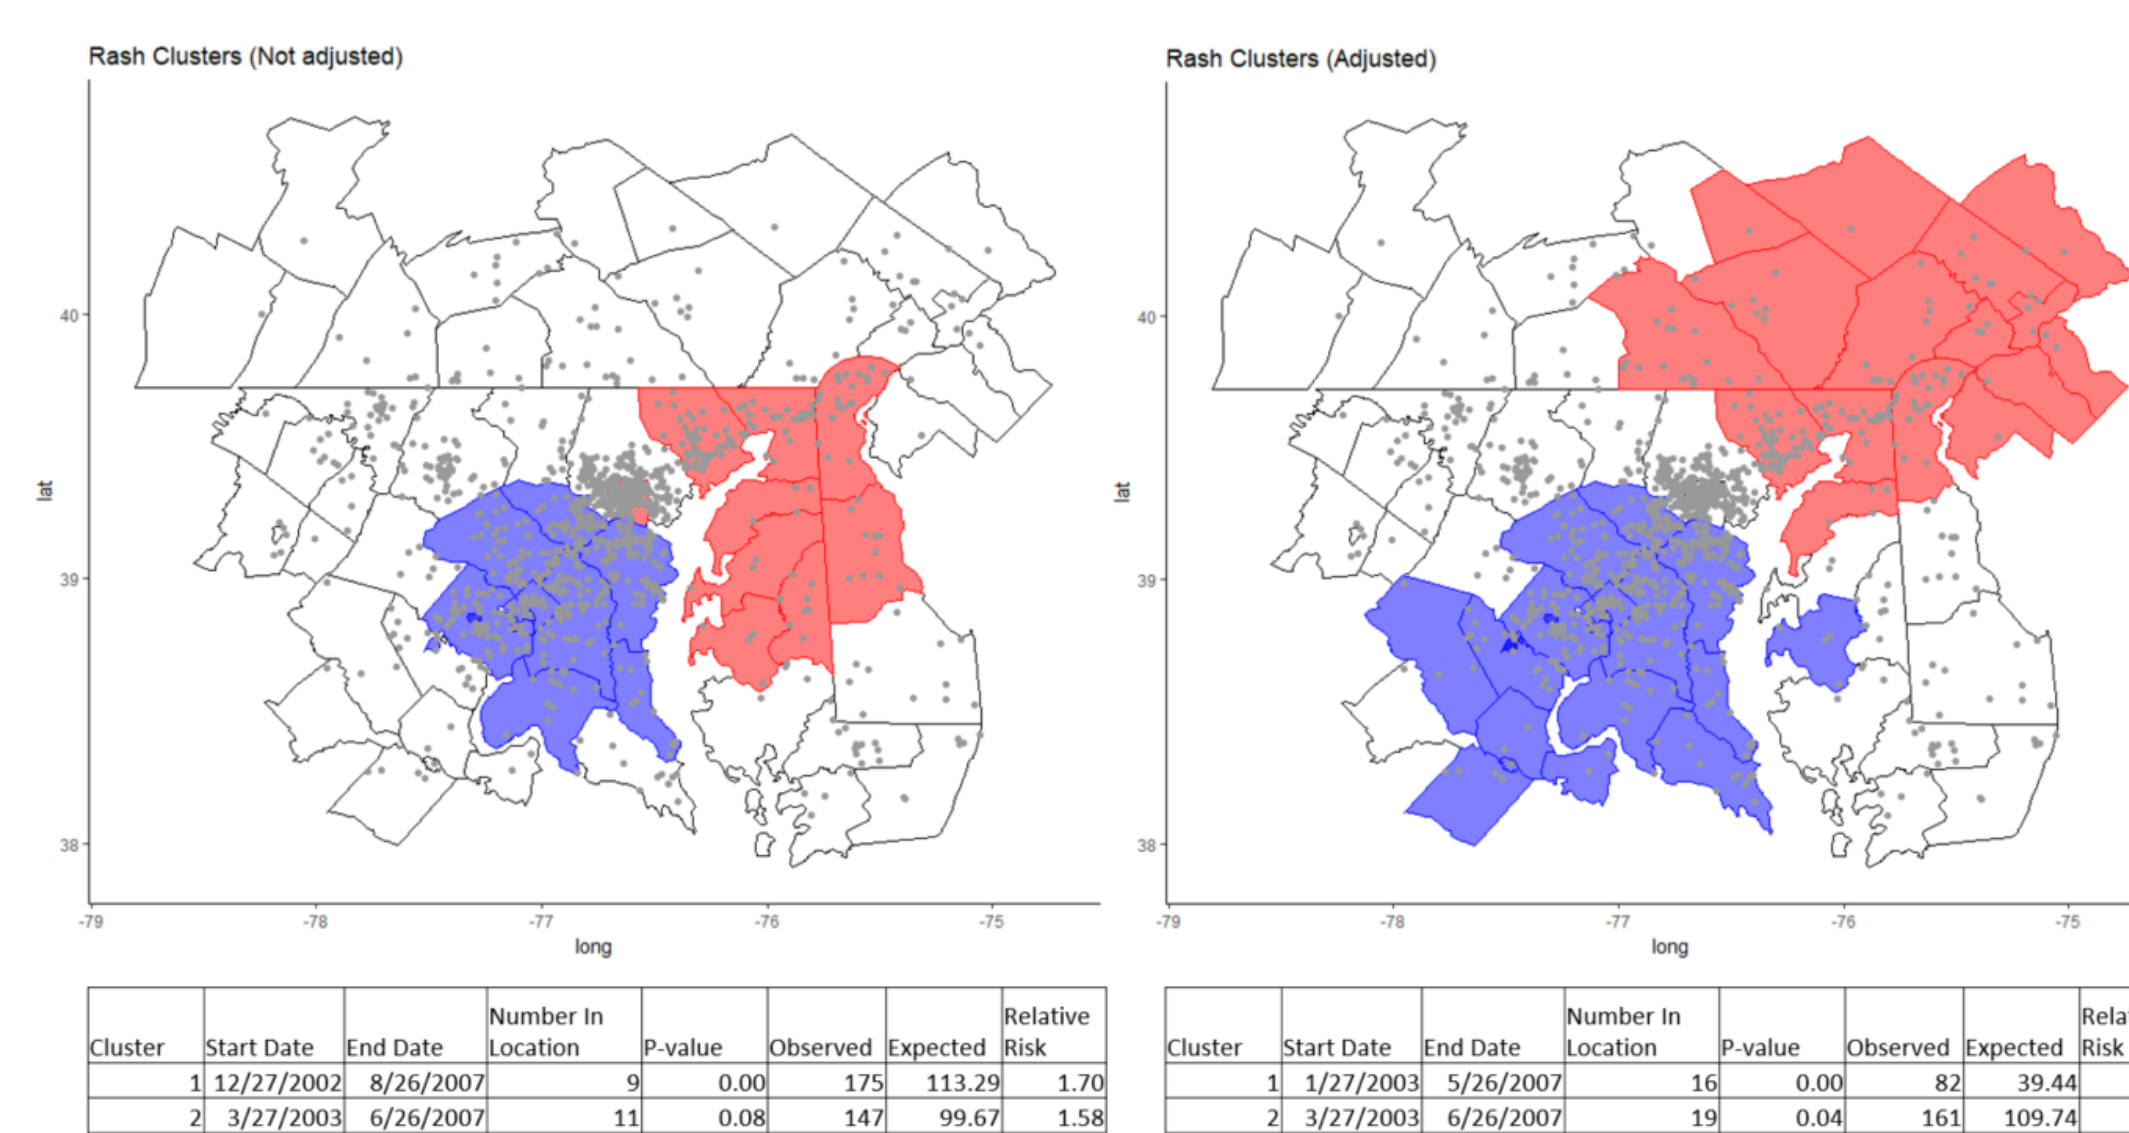 Rash Clusters (Not adjusted)
40
39
38
lat
-79 -78 -77 -76 -75
long
Cluster Start Date End Date Number In Location P-value Observed Expected Relative Risk
1 12/27/2002 8/26/2007 9 0.00 175 113.29 1.70
2 3/27/2003 6/26/2007 11 0.08 147 99.67 1.58
Rash Clusters (Adjusted)
40
39
38
lat
-79 -78 -77 -76 -75
long
Cluster Start Date End Date Number In Location P-value Observed Expected Rela Risk
1 1/27/2003 5/26/2007 16 0.00 82 39.44
2 3/27/2003 6/26/2007 19 0.04 161 109.74